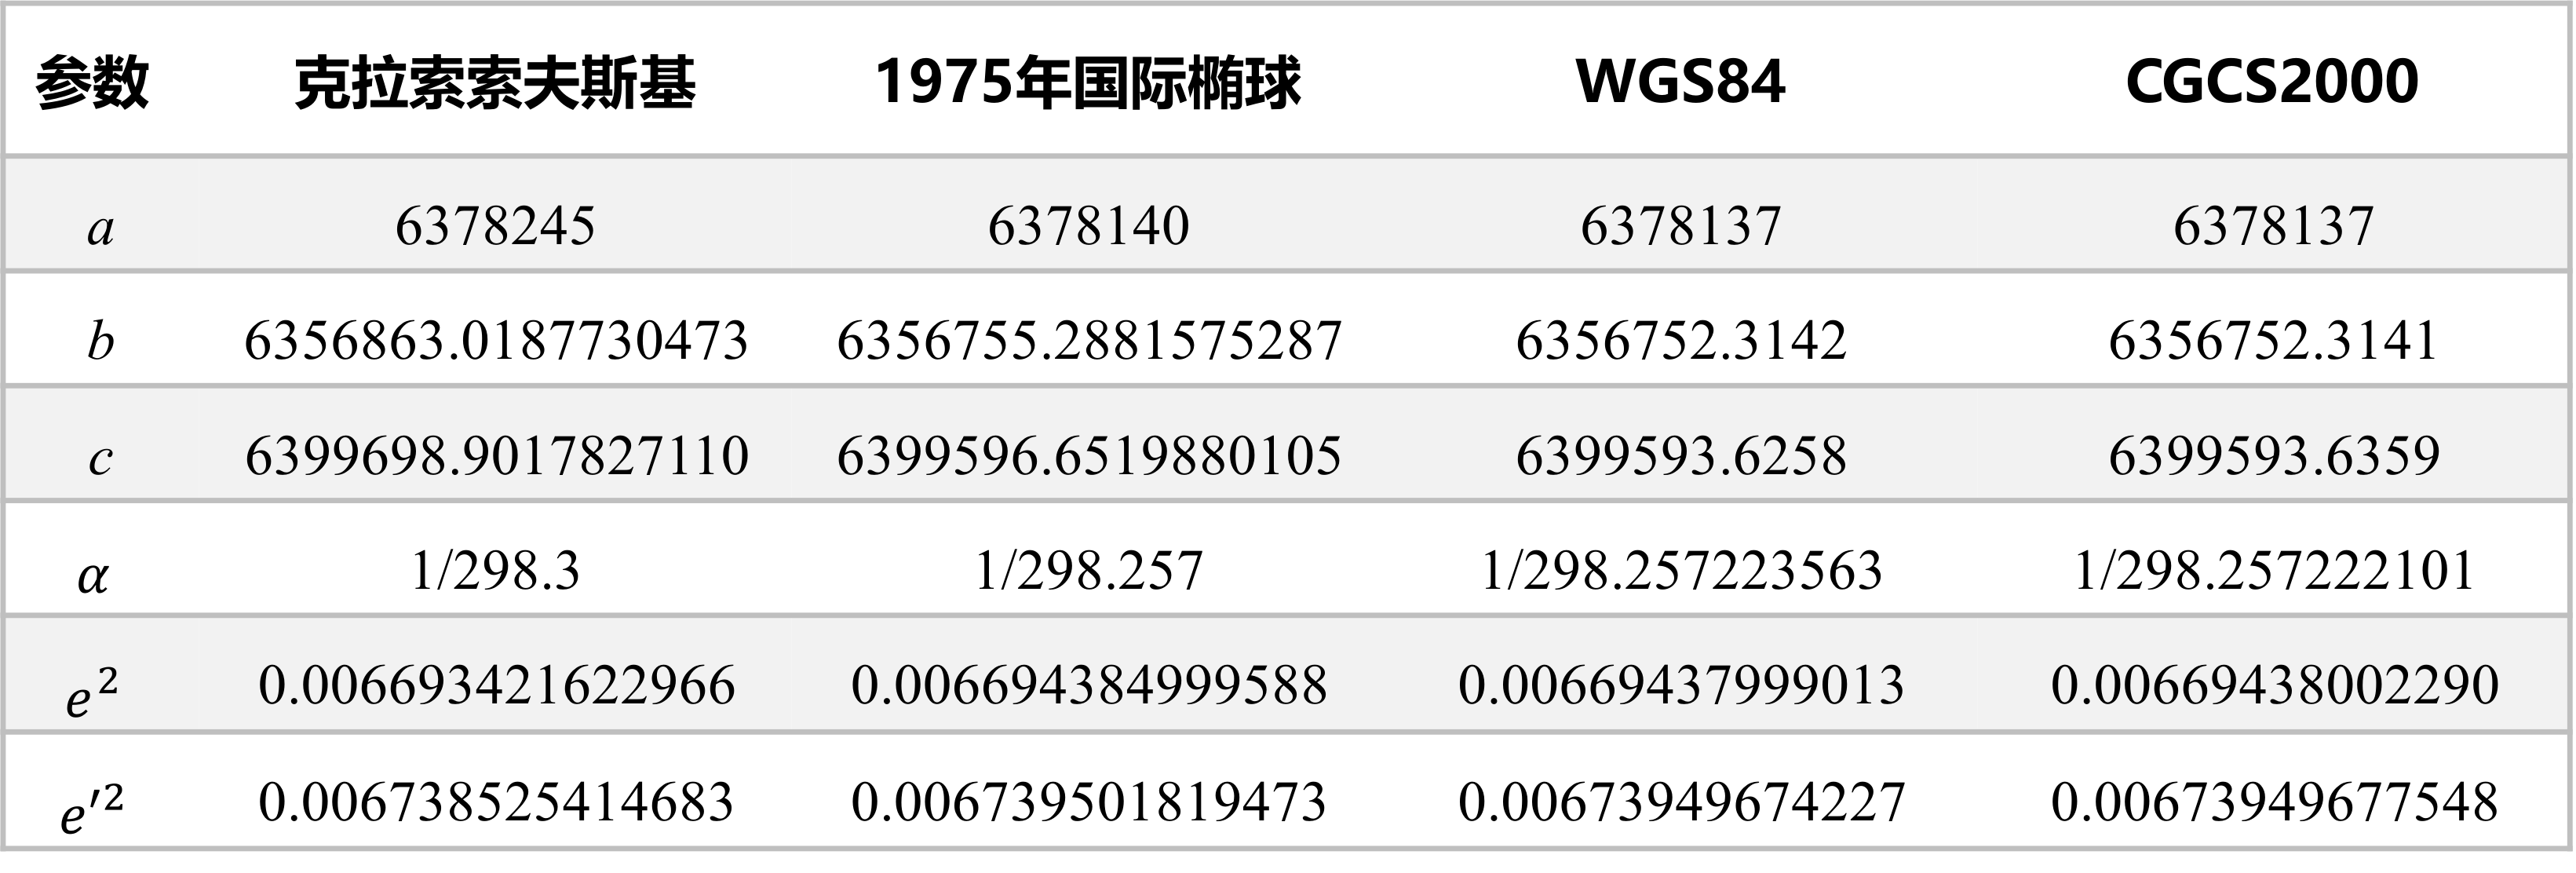 参数 克拉索索夫斯基 1975年国际椭球 WGS84 CGCS2000
a 6378245 6378140 6378137 6378137
b 6356863.0187730473 6356755.2881575287 6356752.3142 6356752.3141
c 6399698.9017827110 6399596.6519880105 6399593.6258 6399593.6359
α 1/298.3 1/298.257 1/298.257223563 1/298.257222101
e² 0.006693421622966 0.006694384999588 0.00669437999013 0.00669438002290
e′² 0.006738525414683 0.006739501819473 0.00673949674227 0.00673949677548